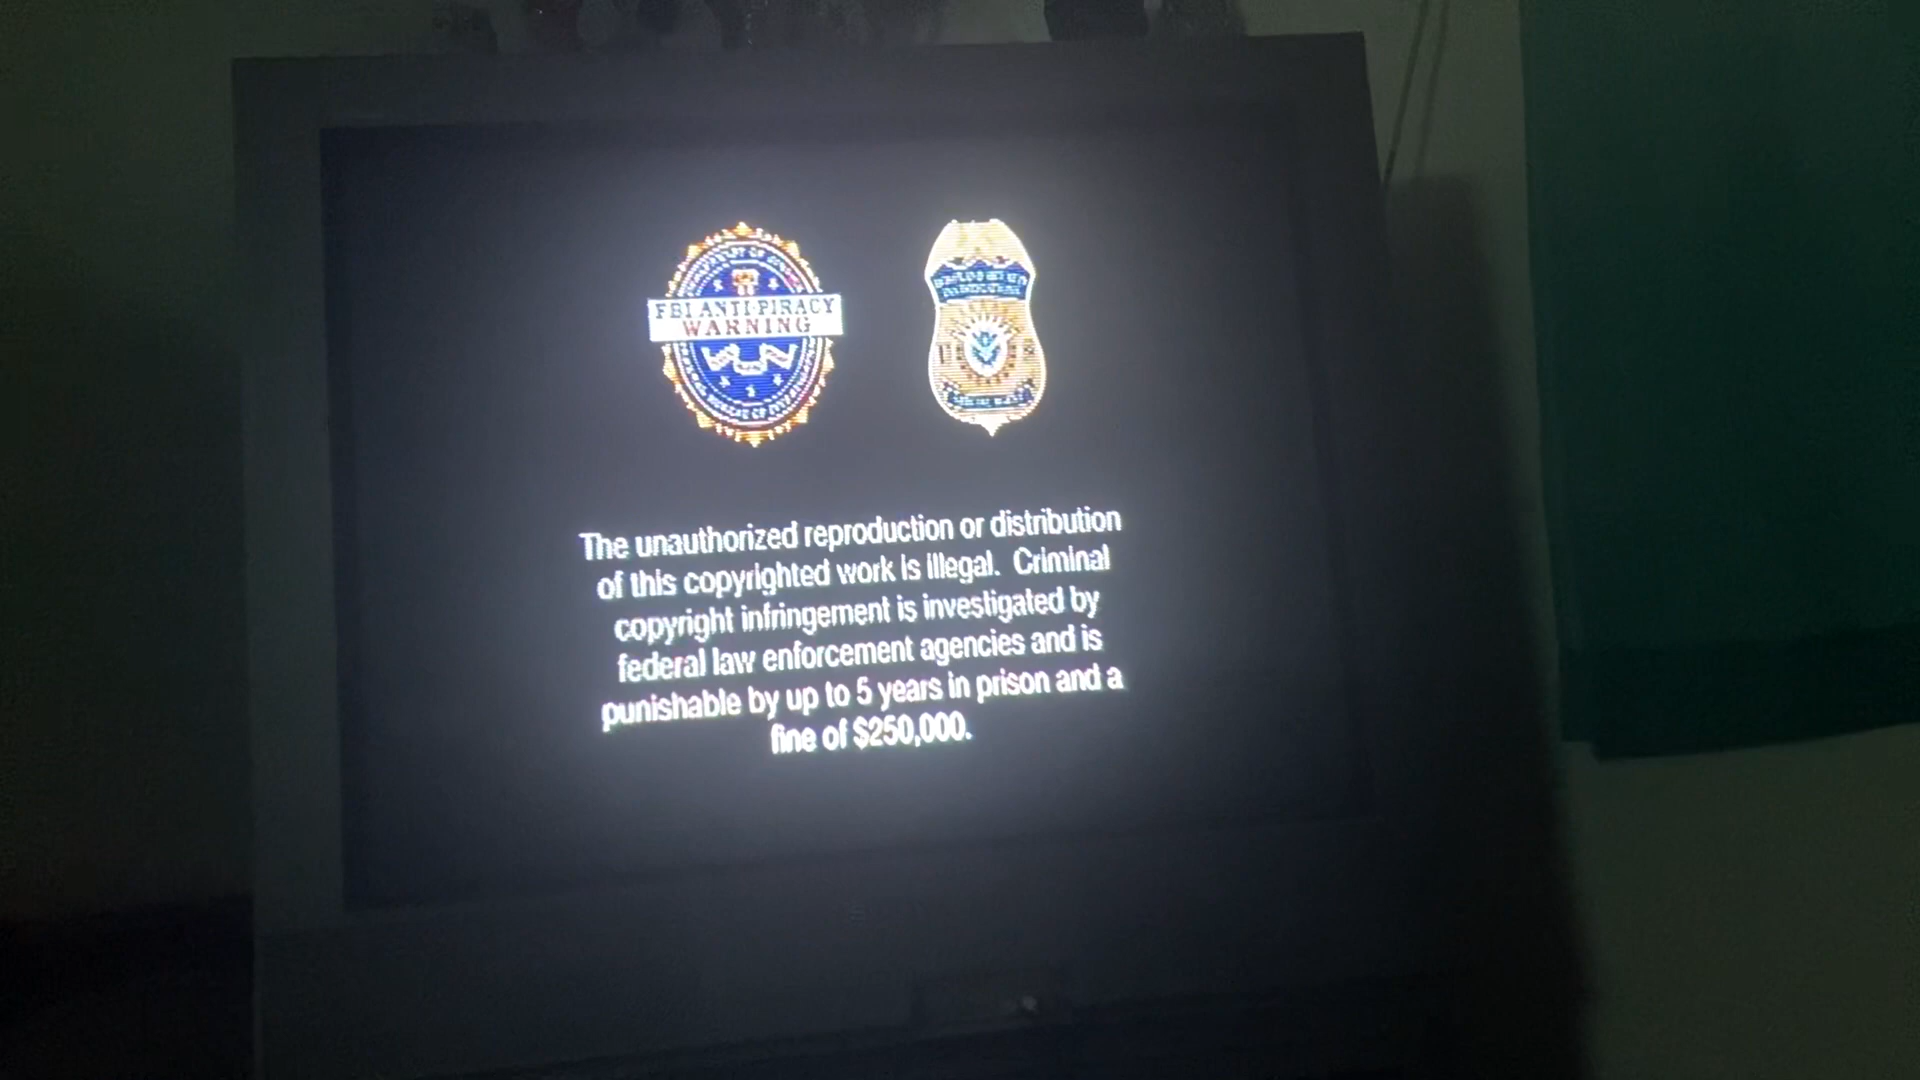 FBI ANTI-PIRACY
WARNING
The unauthorized reproduction or distribution
of this copyrighted work is illegal. Criminal
copyright infringement is investigated by
federal law enforcement agencies and is
punishable by up to 5 years in prison and a
fine of $250,000.